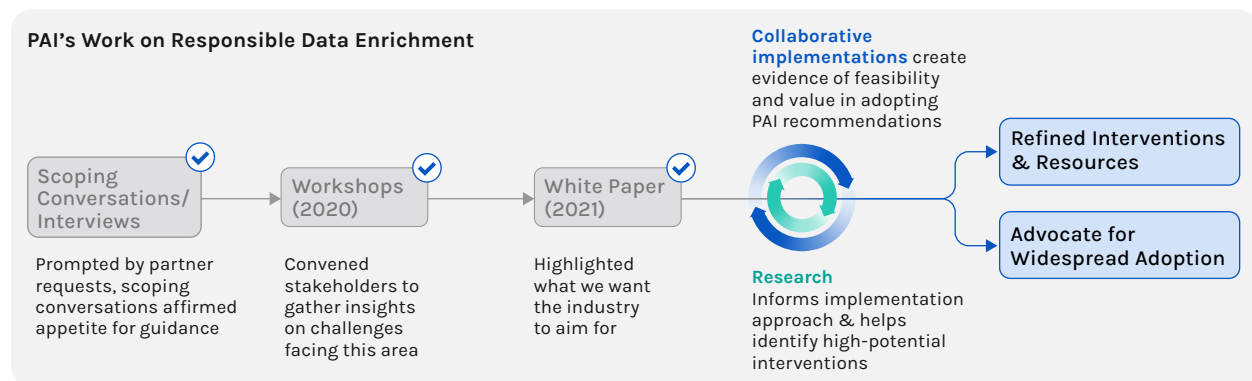 PAI's Work on Responsible Data Enrichment
Scoping
Conversations/
Interviews
Prompted by partner
requests, scoping
conversations affirmed
appetite for guidance
Workshops
(2020)
Convened
stakeholders to
gather insights
on challenges
facing this area
White Paper
(2021)
Highlighted
what we want
the industry
to aim for
Collaborative
implementations create
evidence of feasibility
and value in adopting
PAI recommendations
Research
Informs implementation
approach & helps
identify high-potential
interventions
Refined Interventions
& Resources
Advocate for
Widespread Adoption